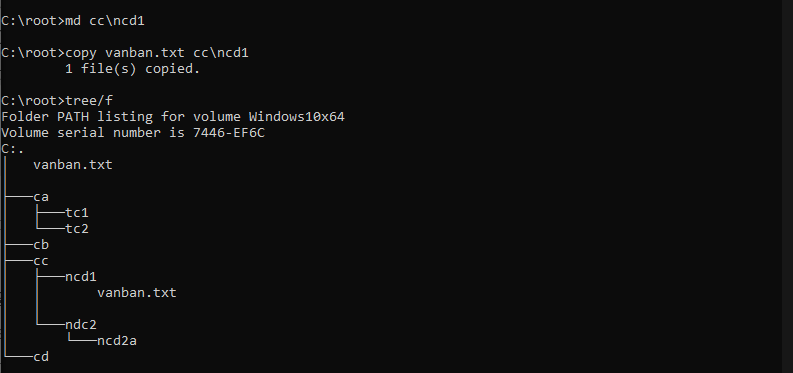 C:\root>md cc\ncd1
C:\root>copy vanban.txt cc\ncd1
        1 file(s) copied.
C:\root>tree/f
Folder PATH listing for volume Windows10x64
Volume serial number is 7446-EF6C
C:.
│   vanban.txt
│
├───ca
│   ├───tc1
│   └───tc2
├───cb
├───cc
│   ├───ncd1
│   │       vanban.txt
│   │
│   └───ndc2
│       └───ncd2a
└───cd